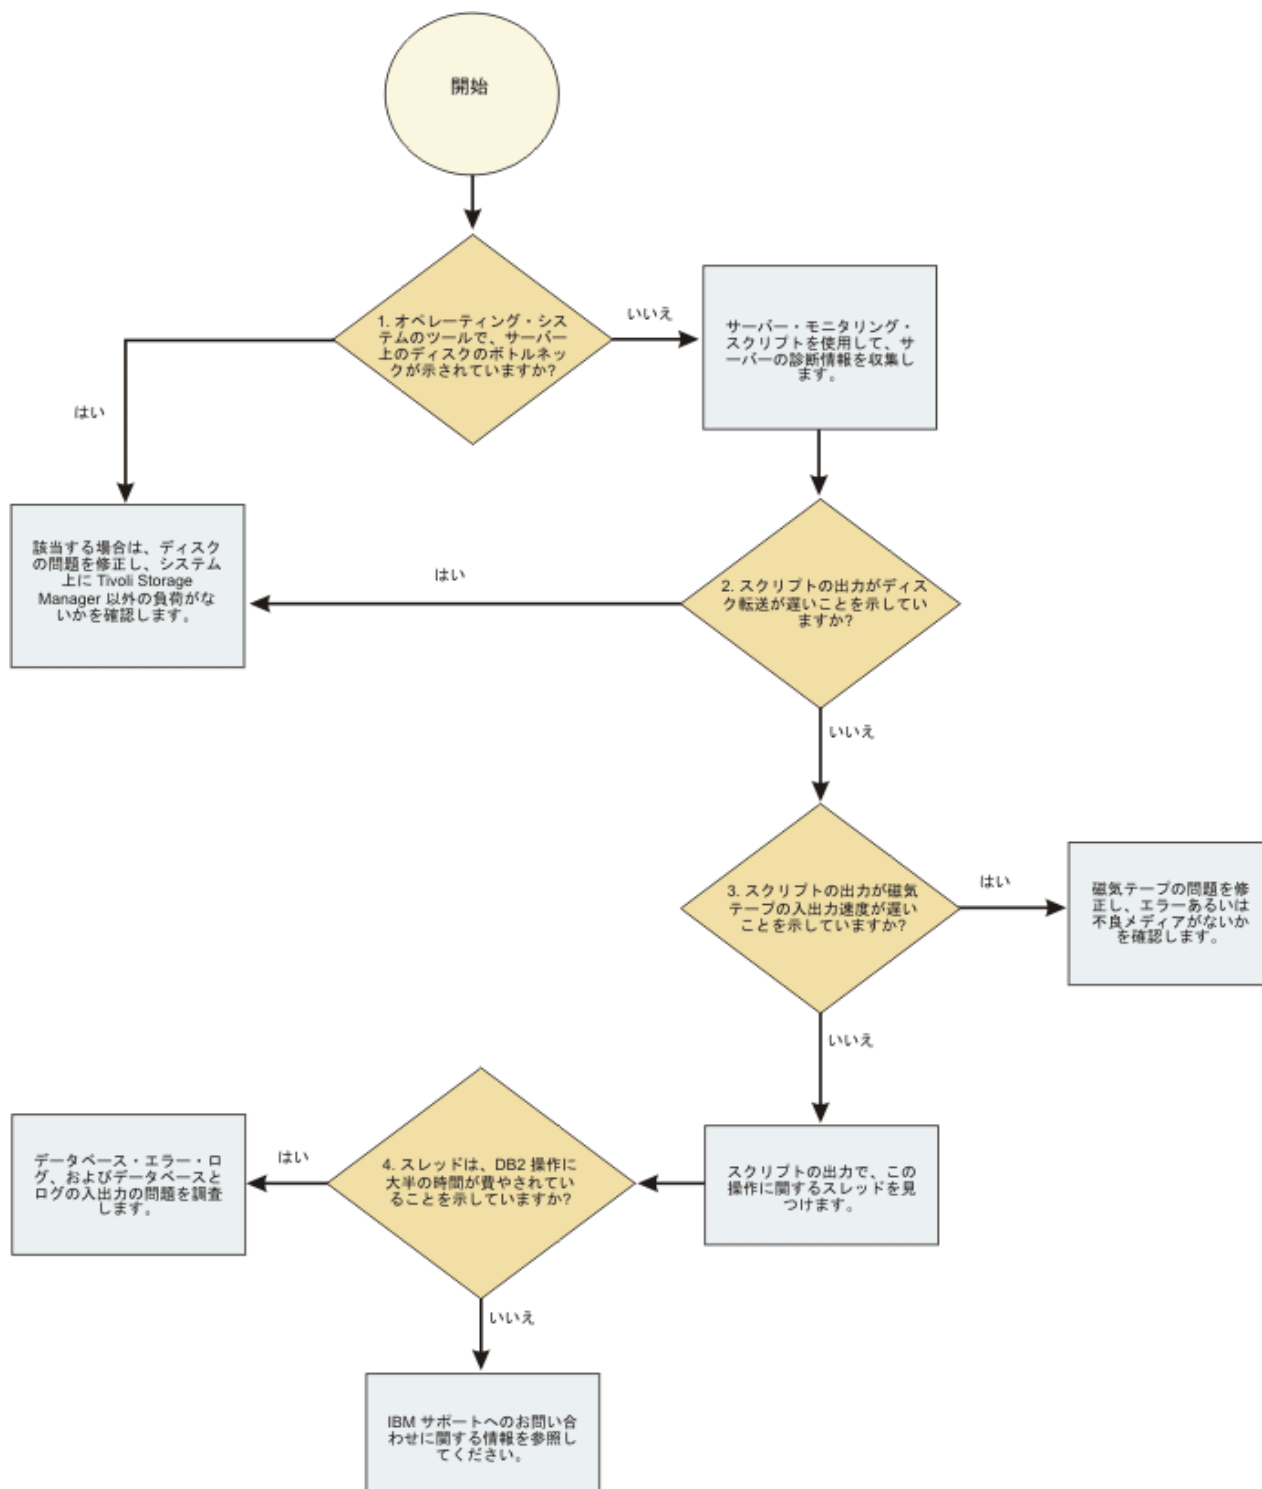 開始
1. オペレーティング・シス
テムのツールで、サーバー
上のディスクのボトルネッ
クが示されていますか?
いいえ
サーバー・モニタリング・
スクリプトを使用して、サ
ーバーの診断情報を収集し
ます。
はい
該当する場合は、ディスク
の問題を修正し、システム
上に Tivoli Storage
Manager 以外の負荷がな
いかを確認します。
はい
2. スクリプトの出力がディス
ク転送が遅いことを示してい
ますか?
いいえ
3. スクリプトの出力が磁気
テープの入出力速度が遅い
ことを示していますか?
はい
磁気テープの問題を修
正し、エラーあるいは
不良メディアがないか
を確認します。
いいえ
スクリプトの出力で、この
操作に関するスレッドを見
つけます。
4. スレッドは、DB2 操作に
大半の時間が費やされてい
ることを示していますか?
はい
データベース・エラー・ロ
グ、およびデータベースと
ログの入出力の問題を調査
します。
いいえ
IBM サポートへのお問い合
わせに関する情報を参照し
てください。